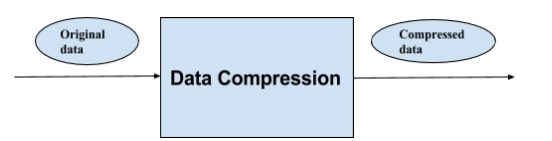 Original
data
Data Compression
Compressed
data